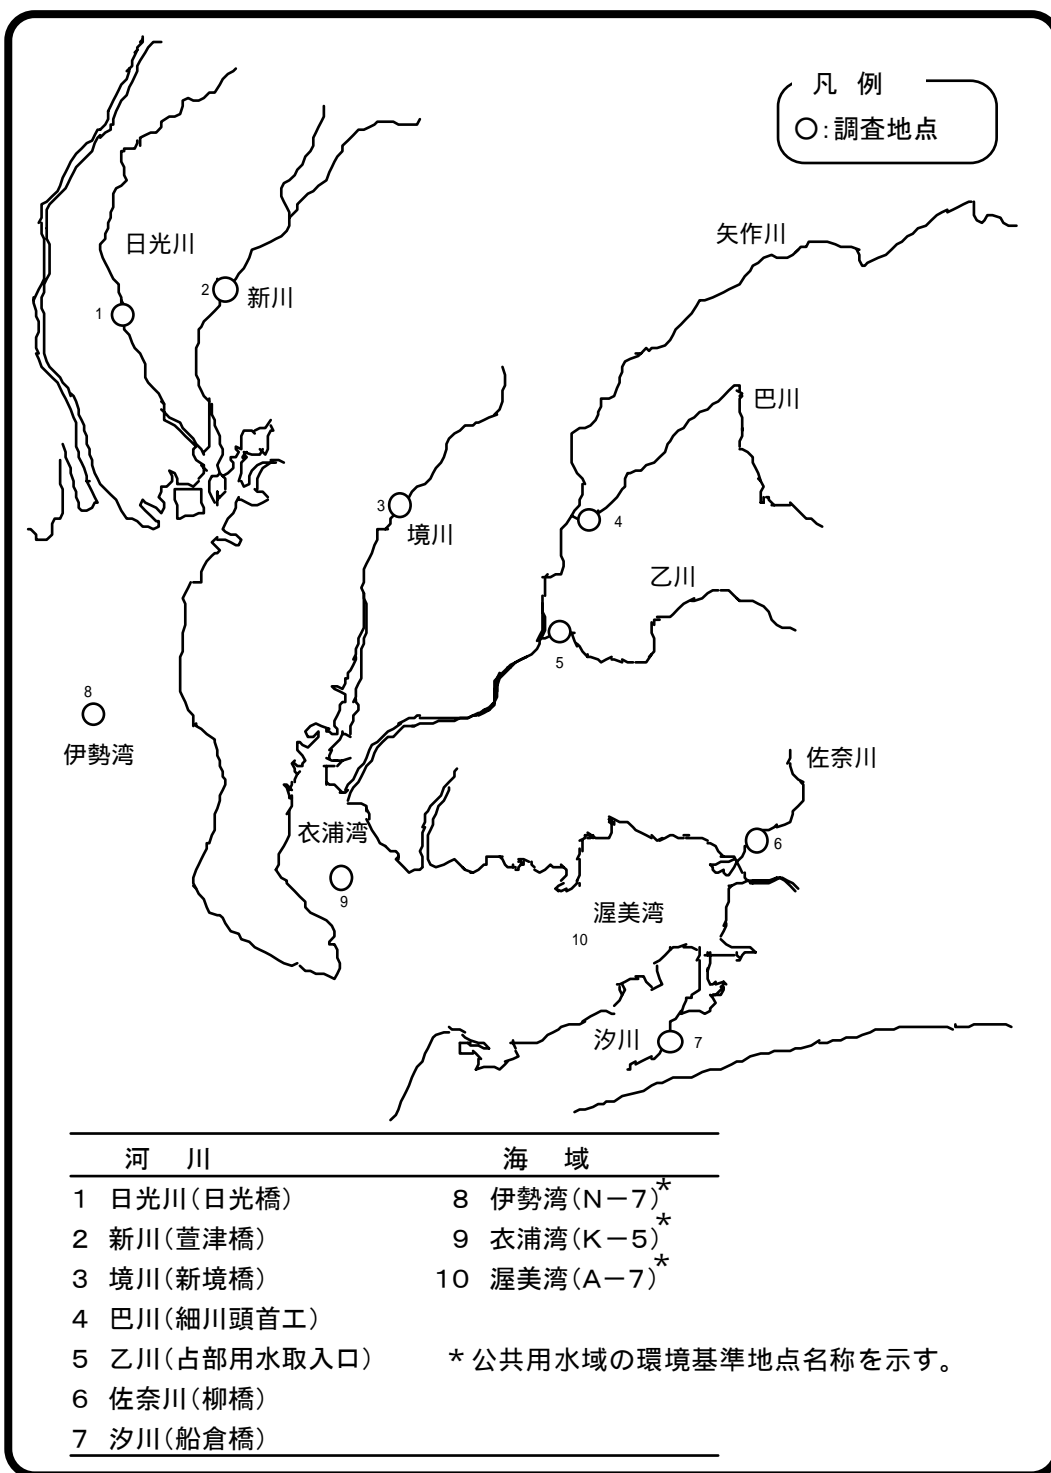 凡 例
○:調査地点
矢作川
日光川
2
新川
1
巴川
3
境川
4
乙川
5
8
伊勢湾
佐奈川
衣浦湾
6
9
渥美湾
10
汐川
7
河 川 海 域
1 日光川(日光橋) 8 伊勢湾(N-7)*
2 新川(萱津橋) 9 衣浦湾(K-5)*
3 境川(新境橋) 10 渥美湾(A-7)*
4 巴川(細川頭首工)
5 乙川(占部用水取入口) * 公共用水域の環境基準地点名称を示す。
6 佐奈川(柳橋)
7 汐川(船倉橋)